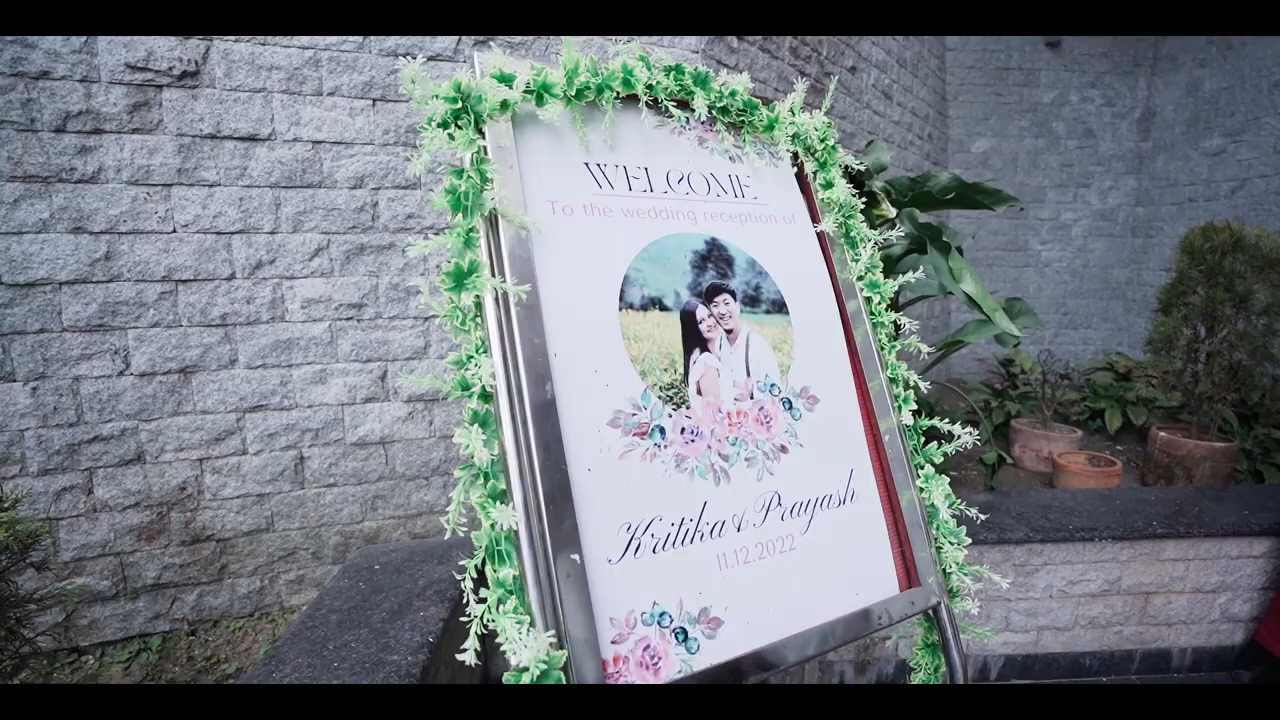 WELCOME
To the wedding reception of
Kritika & Prayash
11.12.2022